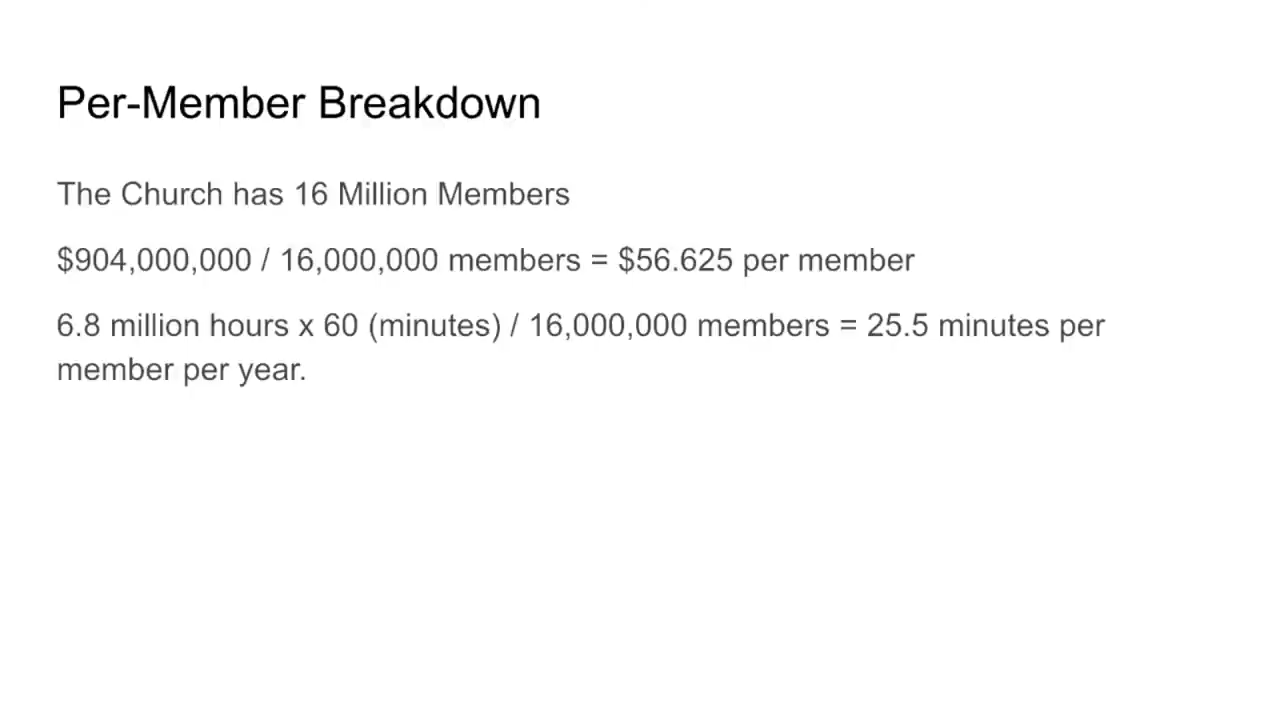 Per-Member Breakdown
The Church has 16 Million Members
$904,000,000 / 16,000,000 members = $56.625 per member
6.8 million hours x 60 (minutes) / 16,000,000 members = 25.5 minutes per
member per year.